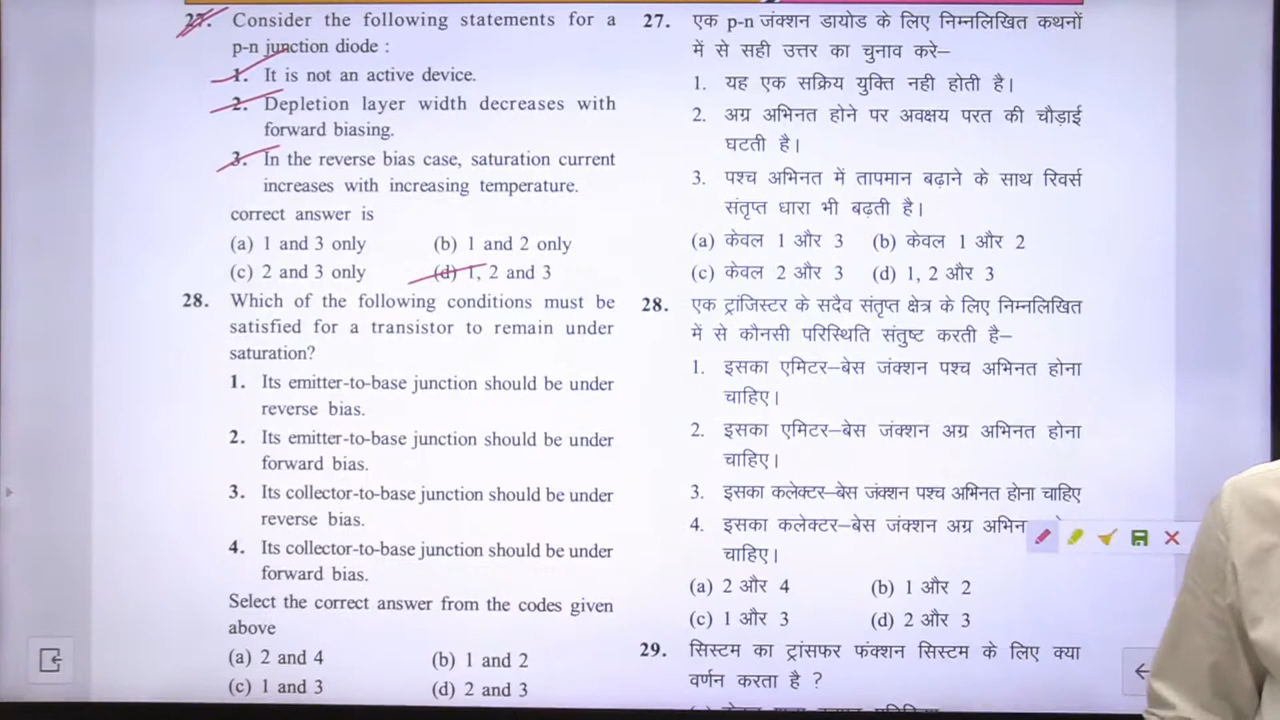 27. Consider the following statements for a
p-n junction diode :
1. It is not an active device.
2. Depletion layer width decreases with
forward biasing.
3. In the reverse bias case, saturation current
increases with increasing temperature.
correct answer is
(a) 1 and 3 only (b) 1 and 2 only
(c) 2 and 3 only (d) 1, 2 and 3
28. Which of the following conditions must be
satisfied for a transistor to remain under
saturation?
1. Its emitter-to-base junction should be under
reverse bias.
2. Its emitter-to-base junction should be under
forward bias.
3. Its collector-to-base junction should be under
reverse bias.
4. Its collector-to-base junction should be under
forward bias.
Select the correct answer from the codes given
above
(a) 2 and 4 (b) 1 and 2
(c) 1 and 3 (d) 2 and 3
27. एक p-n जंक्शन डायोड के लिए निम्नलिखित कथनों
में से सही उत्तर का चुनाव करे–
1. यह एक सक्रिय युक्ति नही होती है।
2. अग्र अभिनत होने पर अवक्षय परत की चौड़ाई
घटती है।
3. पश्च अभिनत में तापमान बढ़ाने के साथ रिवर्स
संतृप्त धारा भी बढ़ती है।
(a) केवल 1 और 3 (b) केवल 1 और 2
(c) केवल 2 और 3 (d) 1, 2 और 3
28. एक ट्रांजिस्टर के सदैव संतृप्त क्षेत्र के लिए निम्नलिखित
में से कौनसी परिस्थिति संतुष्ट करती है–
1. इसका एमिटर–बेस जंक्शन पश्च अभिनत होना
चाहिए।
2. इसका एमिटर–बेस जंक्शन अग्र अभिनत होना
चाहिए।
3. इसका कलेक्टर–बेस जंक्शन पश्च अभिनत होना चाहिए
4. इसका कलेक्टर–बेस जंक्शन अग्र
चाहिए।
(a) 2 और 4 (b) 1 और 2
(c) 1 और 3 (d) 2 और 3
29. सिस्टम का ट्रांसफर फंक्शन सिस्टम के लिए क्या
वर्णन करता है ?